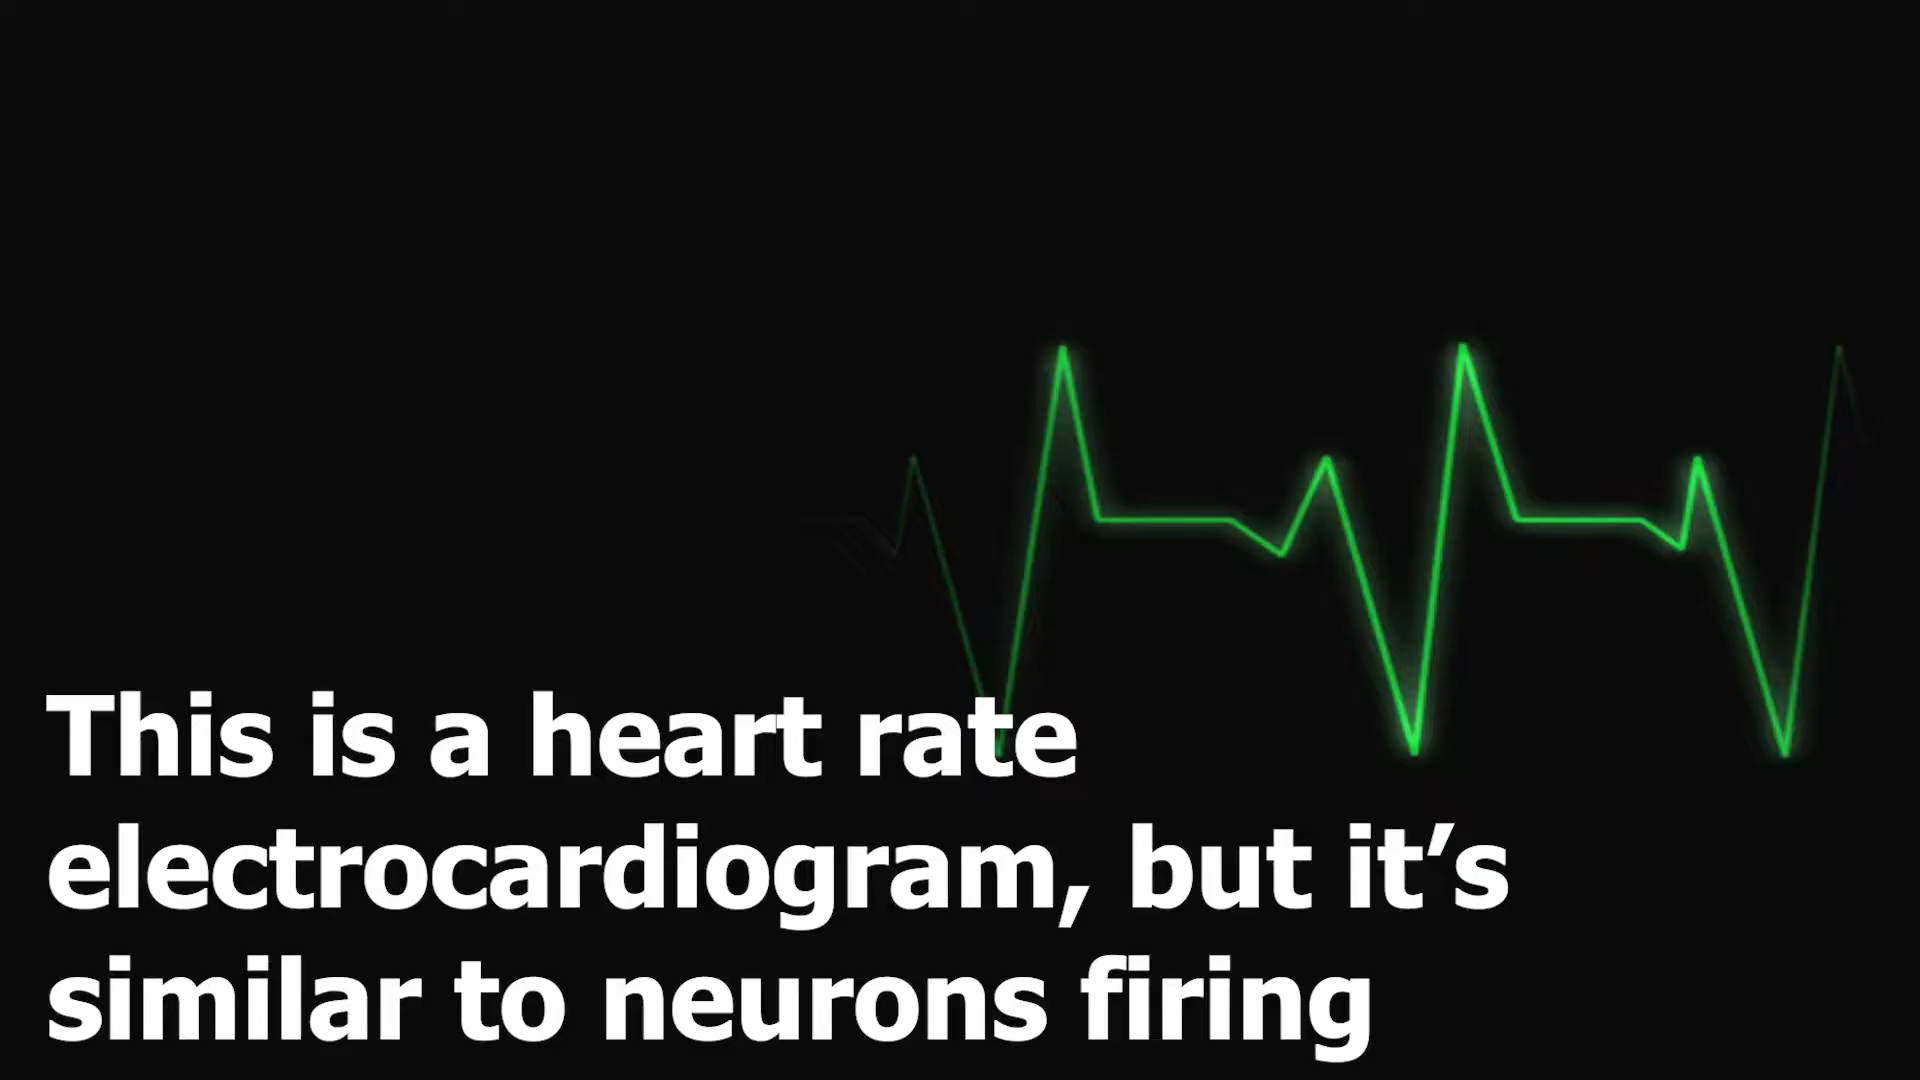 This is a heart rate
electrocardiogram, but it’s
similar to neurons firing